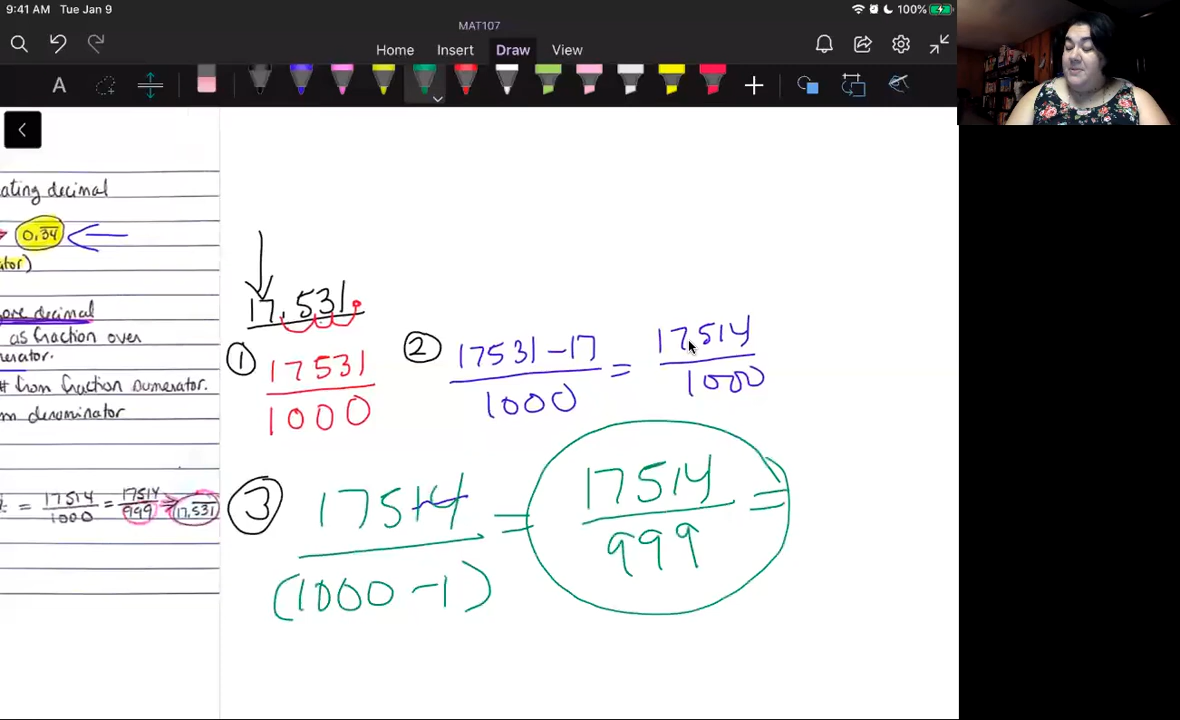 9:41 AM Tue Jan 9
100%
MAT107
Home Insert Draw View
A
ating decimal
0.34
tor)
ore decimal
as fraction over
nerator.
# from fraction numerator.
m denominator
= 17514/1000 = 17514/999 = 17.531
17.531.
① 17531/1000
② 17531-17/1000 = 17514/1000
③ 17514/(1000-1) = 17514/999 =